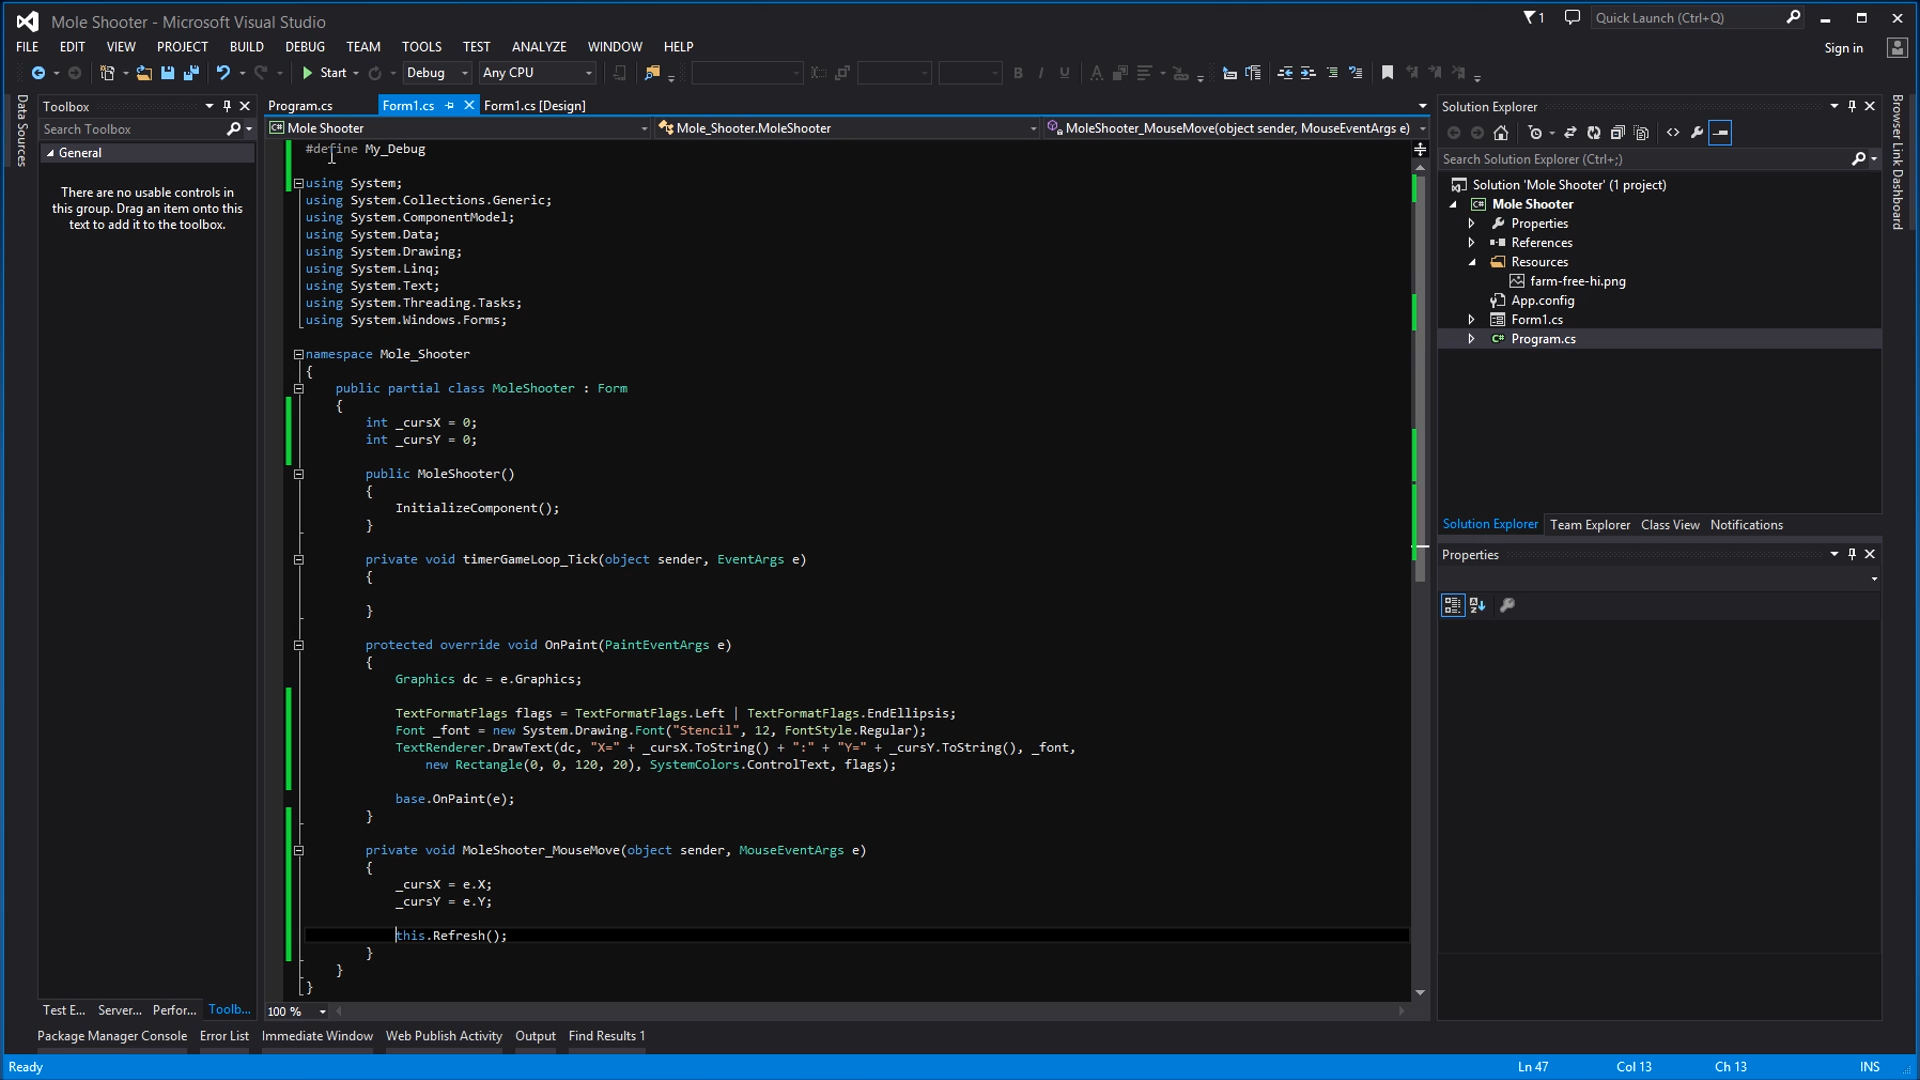 Mole Shooter - Microsoft Visual Studio
1
Quick Launch (Ctrl+Q)
FILE EDIT VIEW PROJECT BUILD DEBUG TEAM TOOLS TEST ANALYZE WINDOW HELP
Sign in
Start Debug Any CPU
Data Sources
Toolbox
Search Toolbox
General
There are no usable controls in
this group. Drag an item onto this
text to add it to the toolbox.
Test E... Server... Perfor... Toolb...
Program.cs Form1.cs Form1.cs [Design]
Mole Shooter Mole_Shooter.MoleShooter MoleShooter_MouseMove(object sender, MouseEventArgs e)
#define My_Debug
using System;
using System.Collections.Generic;
using System.ComponentModel;
using System.Data;
using System.Drawing;
using System.Linq;
using System.Text;
using System.Threading.Tasks;
using System.Windows.Forms;
namespace Mole_Shooter
{
public partial class MoleShooter : Form
{
int _cursX = 0;
int _cursY = 0;
public MoleShooter()
{
InitializeComponent();
}
private void timerGameLoop_Tick(object sender, EventArgs e)
{
}
protected override void OnPaint(PaintEventArgs e)
{
Graphics dc = e.Graphics;
TextFormatFlags flags = TextFormatFlags.Left | TextFormatFlags.EndEllipsis;
Font _font = new System.Drawing.Font("Stencil", 12, FontStyle.Regular);
TextRenderer.DrawText(dc, "X=" + _cursX.ToString() + ":" + "Y=" + _cursY.ToString(), _font,
new Rectangle(0, 0, 120, 20), SystemColors.ControlText, flags);
base.OnPaint(e);
}
private void MoleShooter_MouseMove(object sender, MouseEventArgs e)
{
_cursX = e.X;
_cursY = e.Y;
this.Refresh();
}
}
}
100 %
Solution Explorer
Search Solution Explorer (Ctrl+;)
Solution 'Mole Shooter' (1 project)
Mole Shooter
Properties
References
Resources
farm-free-hi.png
App.config
Form1.cs
Program.cs
Solution Explorer Team Explorer Class View Notifications
Properties
Browser Link Dashboard
Package Manager Console Error List Immediate Window Web Publish Activity Output Find Results 1
Ready Ln 47 Col 13 Ch 13 INS